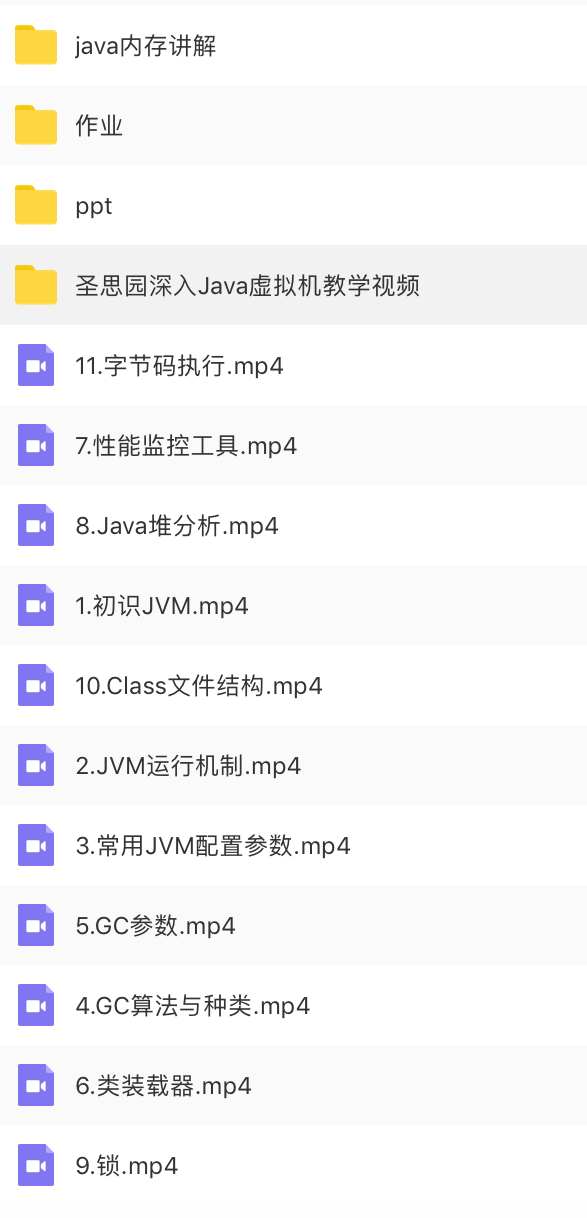 java内存讲解
作业
ppt
圣思园深入Java虚拟机教学视频
11.字节码执行.mp4
7.性能监控工具.mp4
8.Java堆分析.mp4
1.初识JVM.mp4
10.Class文件结构.mp4
2.JVM运行机制.mp4
3.常用JVM配置参数.mp4
5.GC参数.mp4
4.GC算法与种类.mp4
6.类装载器.mp4
9.锁.mp4